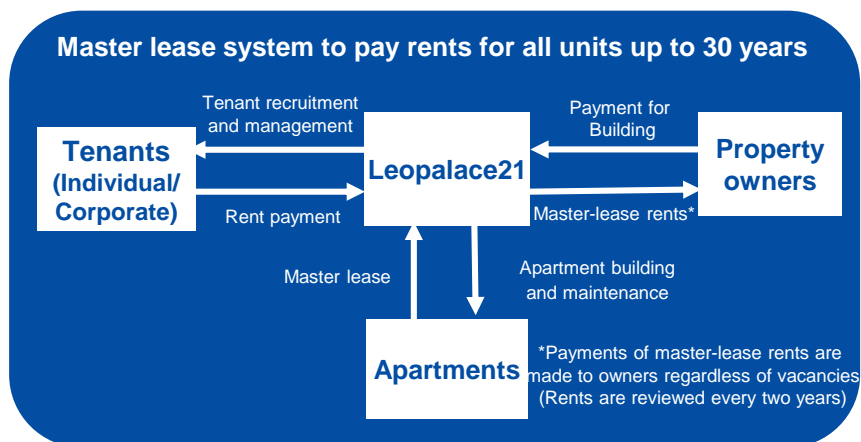 Master lease system to pay rents for all units up to 30 years
Tenant recruitment
and management
Payment for
Building
Tenants
(Individual/
Corporate)
Leopalace21
Property
owners
Rent payment
Master-lease rents*
Master lease
Apartment building
and maintenance
Apartments
*Payments of master-lease rents are
made to owners regardless of vacancies
(Rents are reviewed every two years)